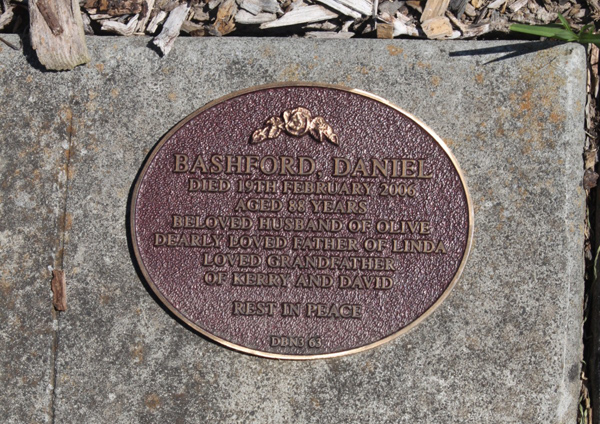 BASHFORD, DANIEL
DIED 19TH FEBRUARY 2006
AGED 88 YEARS
BELOVED HUSBAND OF OLIVE
DEARLY LOVED FATHER OF LINDA
LOVED GRANDFATHER
OF KERRY AND DAVID
REST IN PEACE
DBN3 63